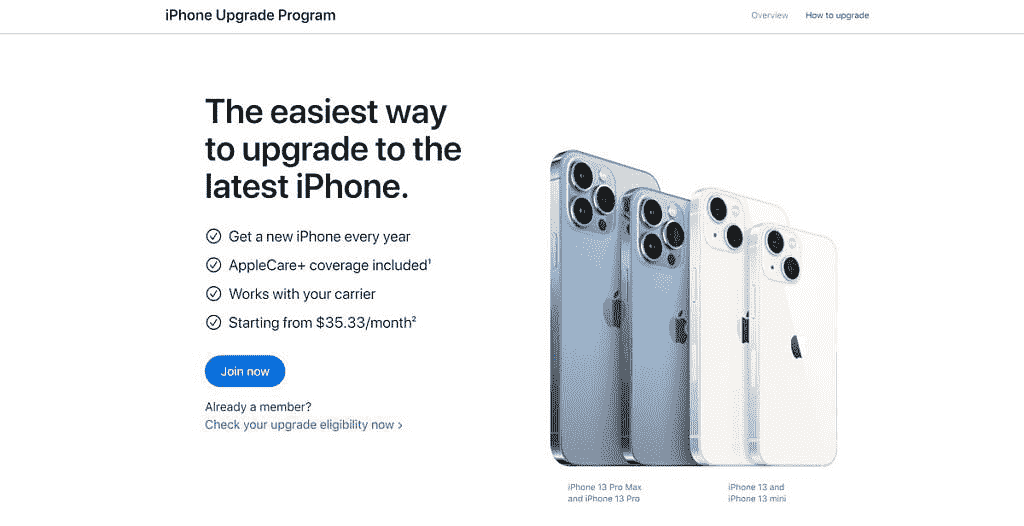 iPhone Upgrade Program
Overview
How to upgrade
The easiest way
to upgrade to the
latest iPhone.
Get a new iPhone every year
AppleCare+ coverage included¹
Works with your carrier
Starting from $35.33/month²
Join now
Already a member?
Check your upgrade eligibility now >
iPhone 13 Pro Max
and iPhone 13 Pro
iPhone 13 and
iPhone 13 mini